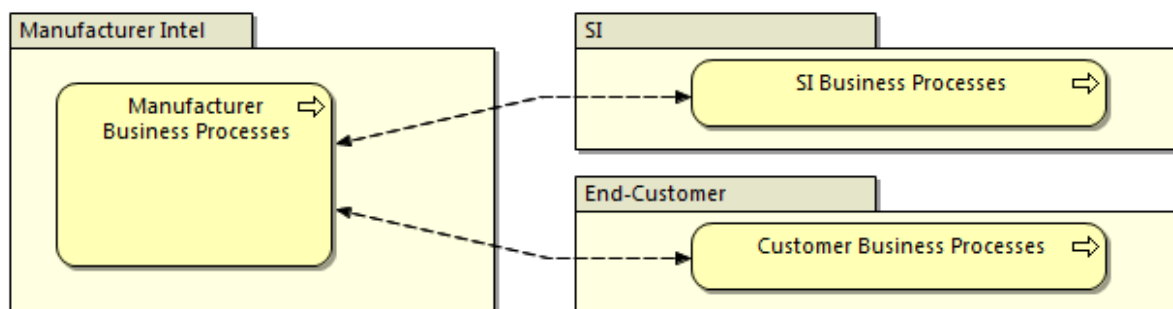 Manufacturer Intel
Manufacturer
Business Processes
SI
SI Business Processes
End-Customer
Customer Business Processes